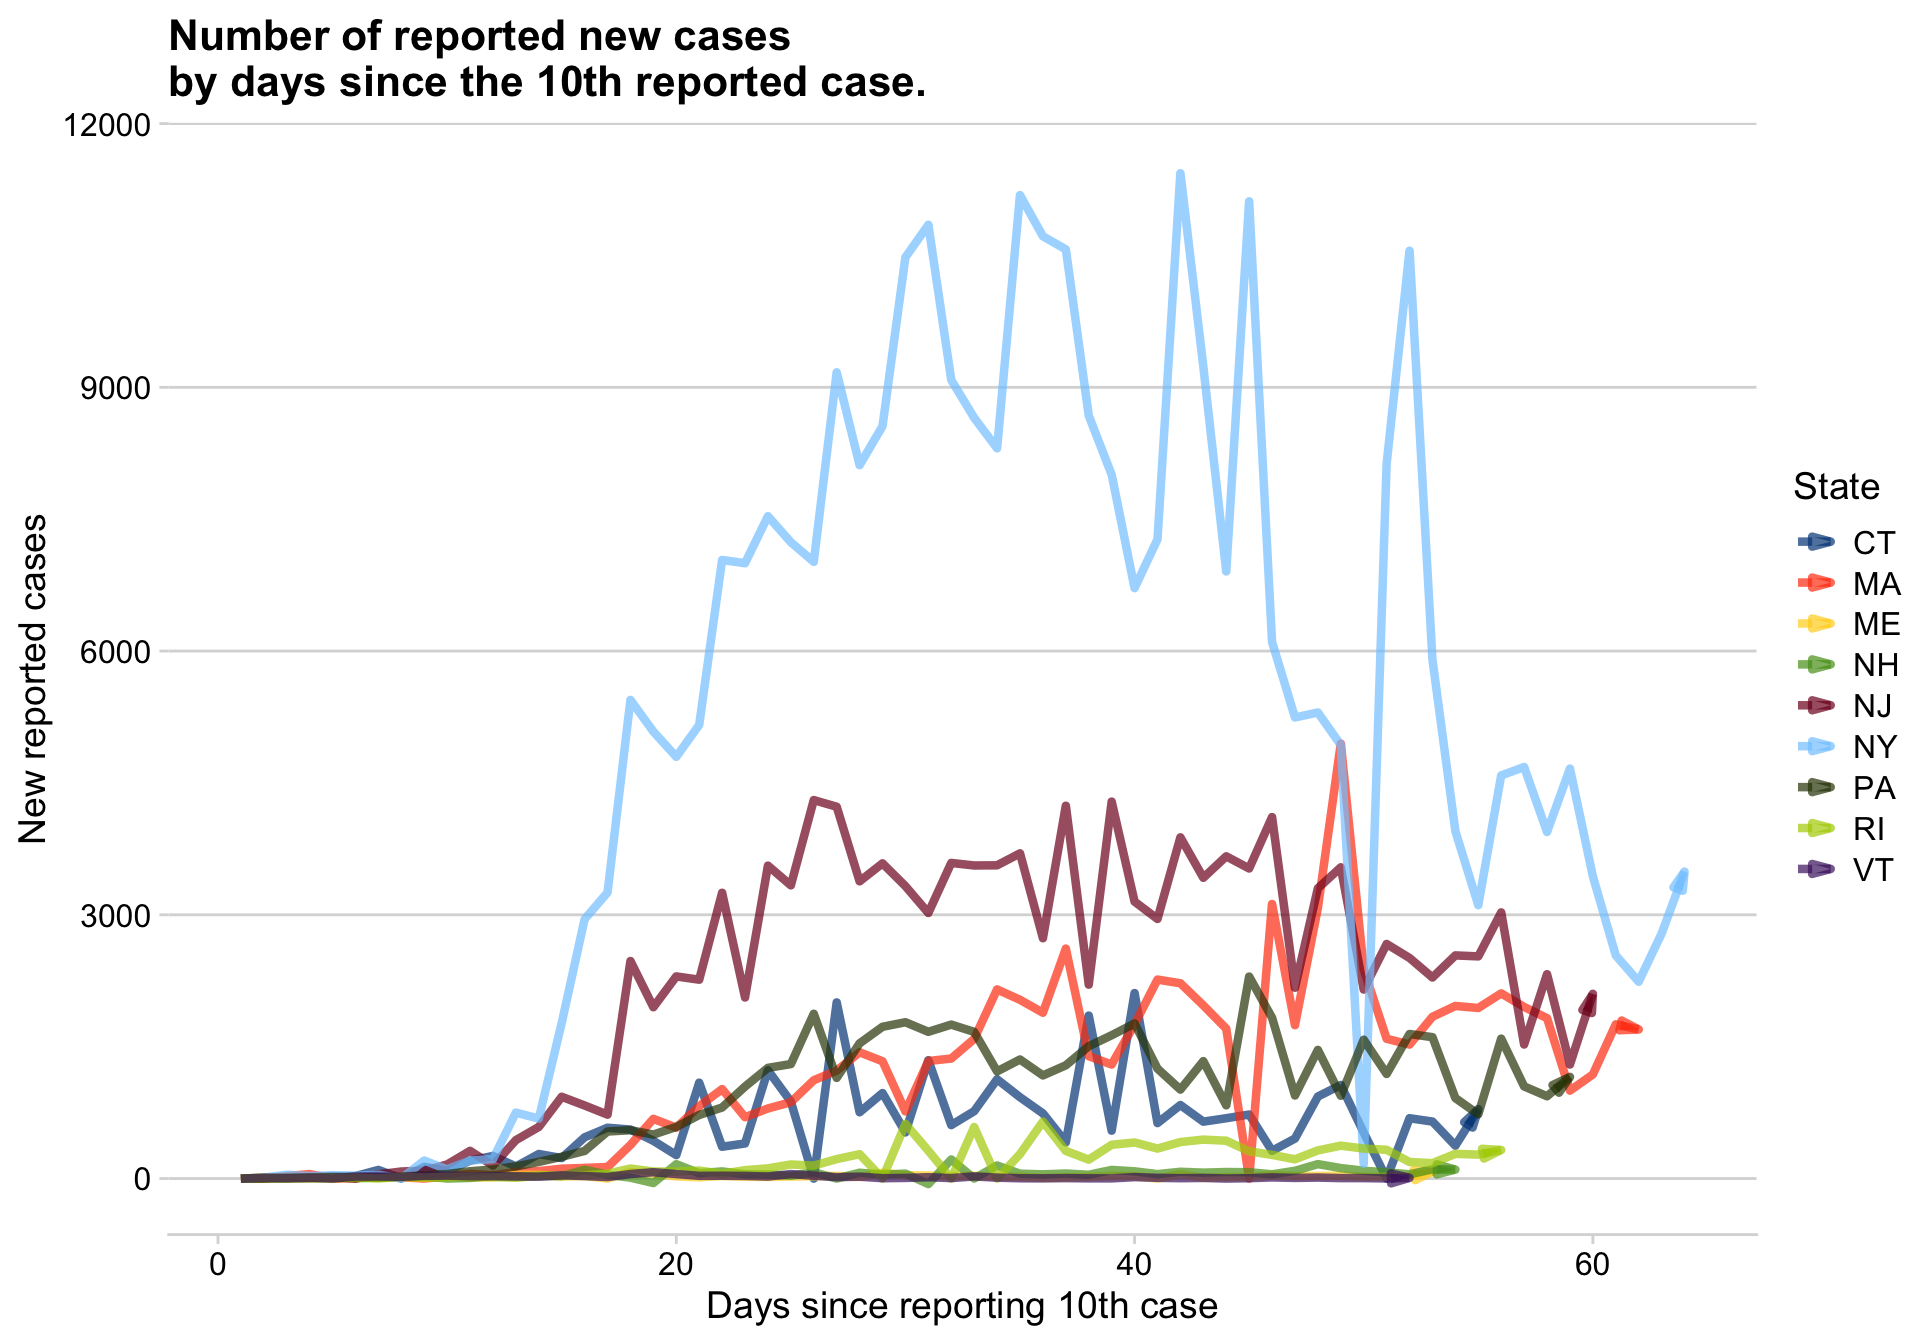 Number of reported new cases
by days since the 10th reported case.
12000
9000
6000
3000
0
New reported cases
0 20 40 60
Days since reporting 10th case
State
CT
MA
ME
NH
NJ
NY
PA
RI
VT